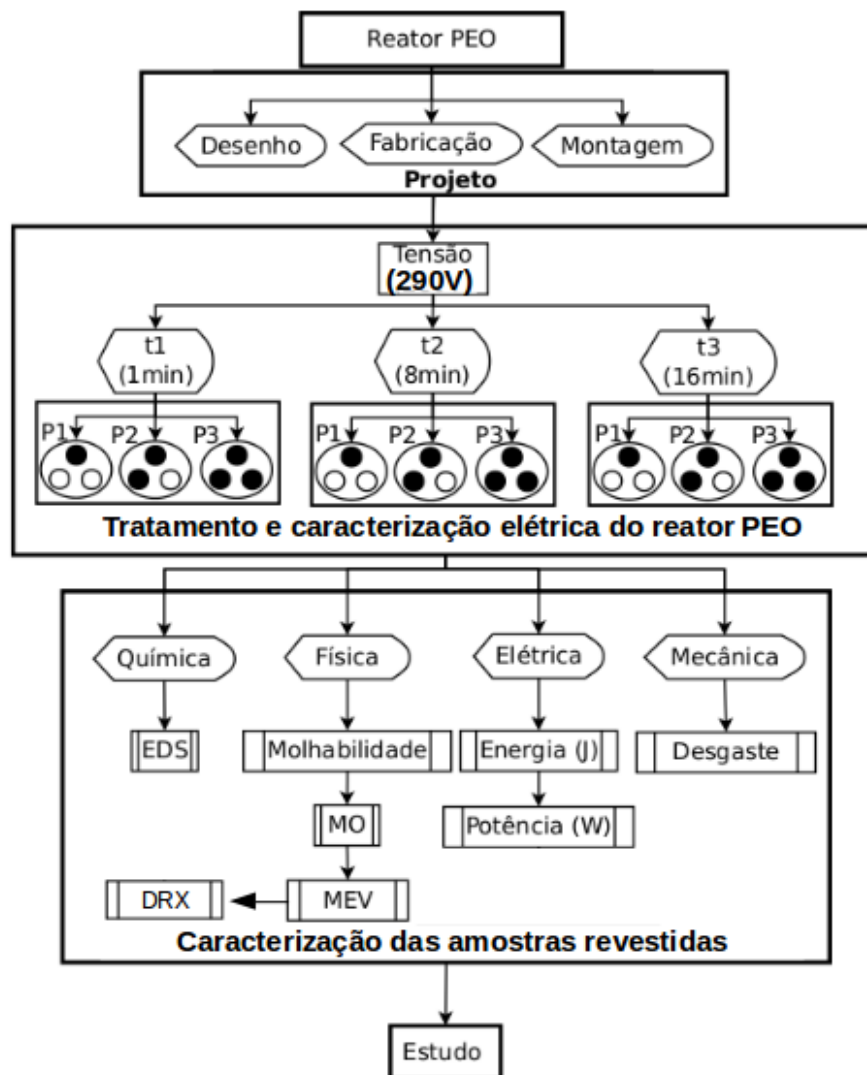 Reator PEO
Desenho
Fabricação
Montagem
Projeto
Tensão
(290V)
t1
(1min)
t2
(8min)
t3
(16min)
P1 P2 P3
P1 P2 P3
P1 P2 P3
Tratamento e caracterização elétrica do reator PEO
Química
Física
Elétrica
Mecânica
EDS
Molhabilidade
Energia (J)
Desgaste
MO
Potência (W)
DRX
MEV
Caracterização das amostras revestidas
Estudo